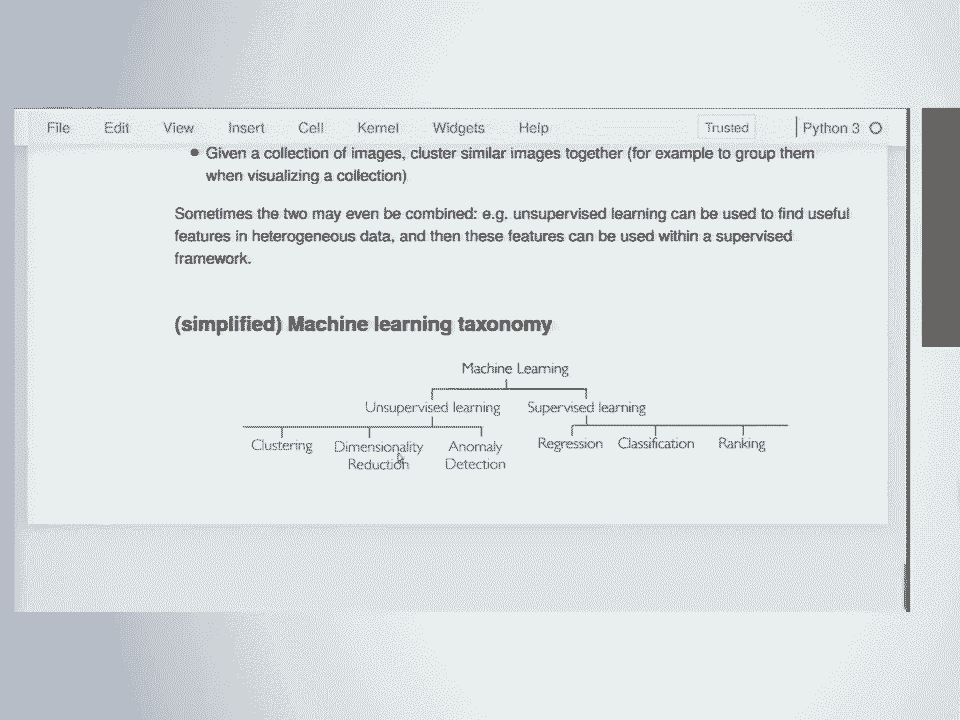 File Edit View Insert Cell Kernel Widgets Help Trusted Python 3
Given a collection of images, cluster similar images together (for example to group them
when visualizing a collection)
Sometimes the two may even be combined: e.g. unsupervised learning can be used to find useful
features in heterogeneous data, and then these features can be used within a supervised
framework.
(simplified) Machine learning taxonomy
Machine Learning
Unsupervised learning Supervised learning
Clustering Dimensionality Reduction Anomaly Detection Regression Classification Ranking